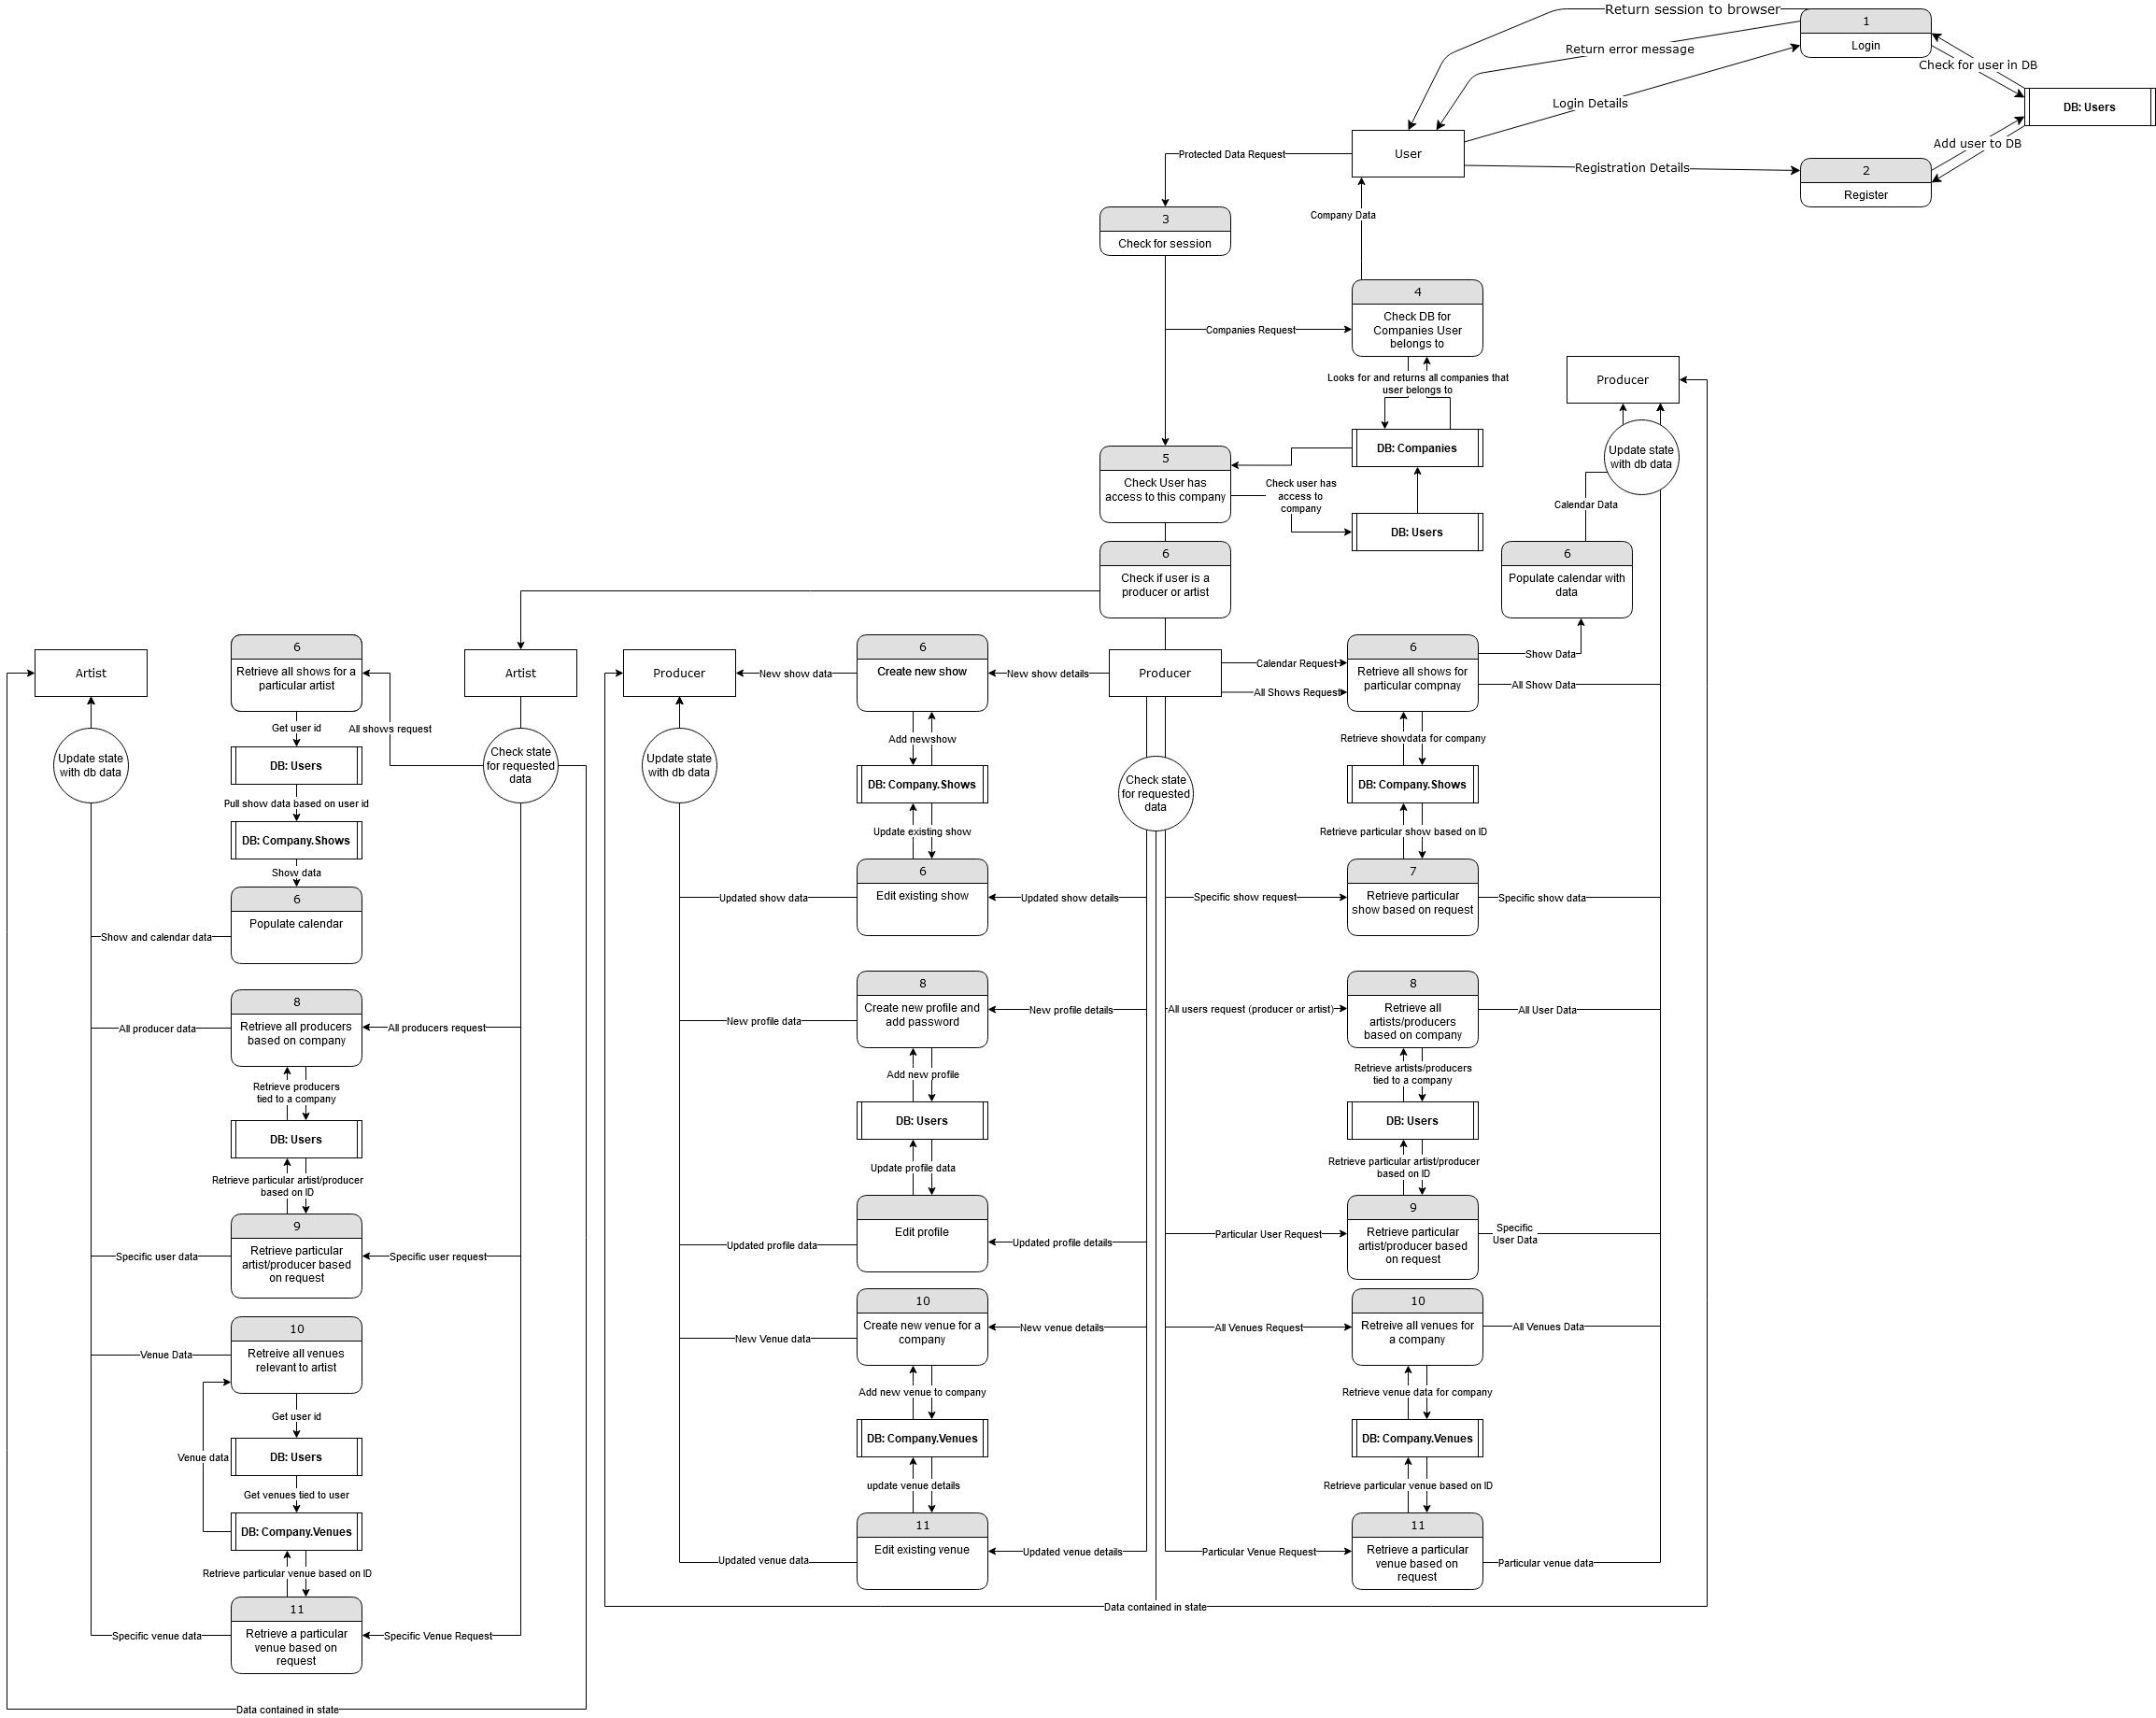 Return session to browser
1
Login
Return error message
Check for user in DB
Login Details
DB: Users
User
Add user to DB
Protected Data Request
Registration Details
2
Register
3
Check for session
Company Data
4
Check DB for
Companies User
belongs to
Companies Request
Looks for and returns all companies that
user belongs to
Producer
DB: Companies
Update state
with db data
5
Check User has
access to this company
Check user has
access to
company
DB: Users
Calendar Data
6
Check if user is a
producer or artist
6
Populate calendar with
data
Artist
6
Retrieve all shows for a
particular artist
Artist
Producer
6
Create new show
New show data
New show details
Producer
Calendar Request
All Shows Request
6
Retrieve all shows for
particular compnay
Show Data
All Show Data
Get user id
All shows request
Update state
with db data
DB: Users
Check state
for requested
data
Update state
with db data
Add newshow
DB: Company.Shows
Check state
for requested
data
Retrieve showdata for company
DB: Company.Shows
Pull show data based on user id
DB: Company.Shows
Update existing show
Retrieve particular show based on ID
Show data
6
Populate calendar
Show and calendar data
Updated show data
6
Edit existing show
Updated show details
Specific show request
7
Retrieve particular
show based on request
Specific show data
8
Retrieve all producers
based on company
All producer data
All producers request
New profile data
8
Create new profile and
add password
New profile details
All users request (producer or artist)
8
Retrieve all
artists/producers
based on company
All User Data
Retrieve producers
tied to a company
DB: Users
Add new profile
DB: Users
Retrieve artists/producers
tied to a company
DB: Users
Retrieve particular artist/producer
based on ID
Update profile data
Retrieve particular artist/producer
based on ID
9
Retrieve particular
artist/producer based
on request
Specific user data
Specific user request
Updated profile data
Edit profile
Updated profile details
Particular User Request
9
Retrieve particular
artist/producer based
on request
Specific
User Data
10
Retreive all venues
relevant to artist
Venue Data
New Venue data
10
Create new venue for a
company
New venue details
All Venues Request
10
Retreive all venues for
a company
All Venues Data
Get user id
Venue data
DB: Users
Add new venue to company
DB: Company.Venues
Retrieve venue data for company
DB: Company.Venues
Get venues tied to user
DB: Company.Venues
update venue details
Retrieve particular venue based on ID
Retrieve particular venue based on ID
Updated venue data
11
Edit existing venue
Updated venue details
Particular Venue Request
11
Retrieve a particular
venue based on
request
Particular venue data
Data contained in state
Specific venue data
11
Retrieve a particular
venue based on
request
Specific Venue Request
Data contained in state